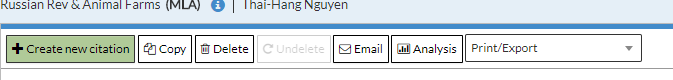 Russian Rev & Animal Farms (MLA) | Thai-Hang Nguyen
+ Create new citation Copy Delete Undelete Email Analysis Print/Export